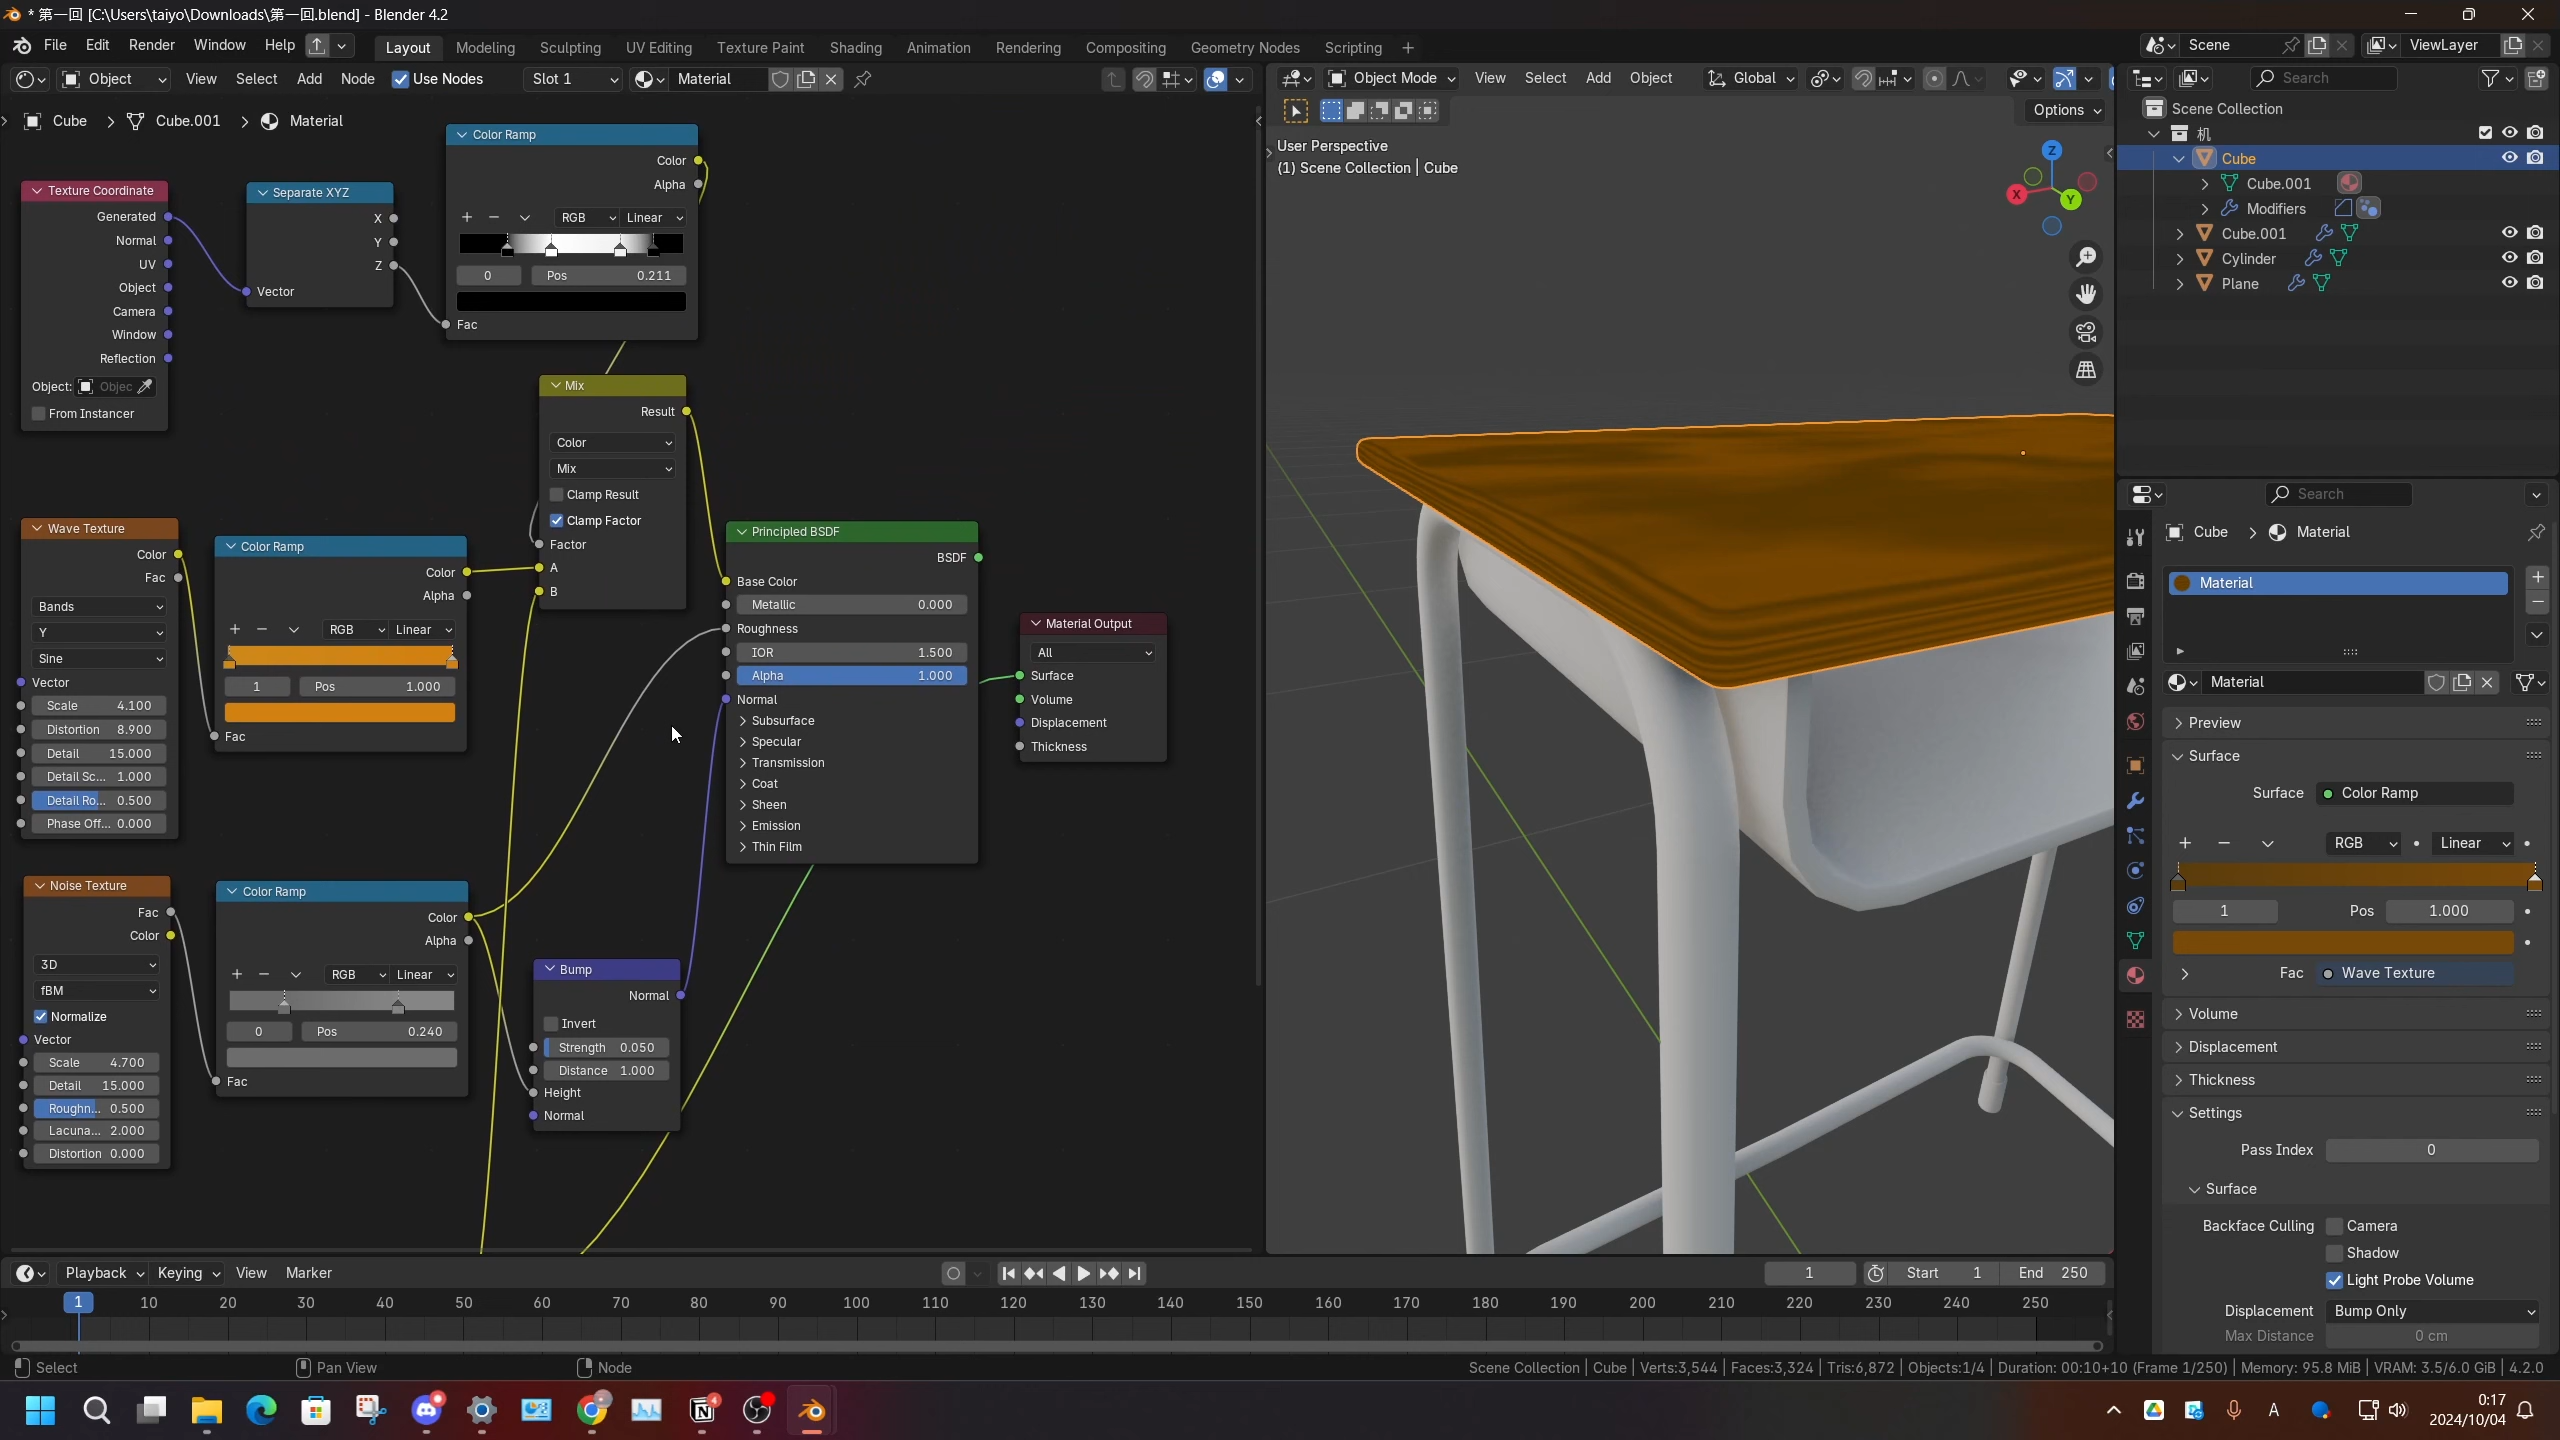 * 第一回 [C:\Users\taiyo\Downloads\第一回.blend] - Blender 4.2
File Edit Render Window Help Layout Modeling Sculpting UV Editing Texture Paint Shading Animation Rendering Compositing Geometry Nodes Scripting + Scene ViewLayer
Object View Select Add Node Use Nodes Slot 1 Material
Object Mode View Select Add Object Global
Search
Options
Cube > Cube.001 > Material
User Perspective
(1) Scene Collection | Cube
Z
X
Y
Texture Coordinate
Generated
Normal
UV
Object
Camera
Window
Reflection
Object: Objec
From Instancer
Separate XYZ
X
Y
Z
Vector
Color Ramp
Color
Alpha
RGB Linear
0 Pos 0.211
Fac
Mix
Result
Color
Mix
Clamp Result
Clamp Factor
Factor
A
B
Wave Texture
Color
Fac
Bands
Y
Sine
Vector
Scale 4.100
Distortion 8.900
Detail 15.000
Detail Sc... 1.000
Detail Ro... 0.500
Phase Off... 0.000
Color Ramp
Color
Alpha
RGB Linear
1 Pos 1.000
Fac
Principled BSDF
BSDF
Base Color
Metallic 0.000
Roughness
IOR 1.500
Alpha 1.000
Normal
Subsurface
Specular
Transmission
Coat
Sheen
Emission
Thin Film
Material Output
All
Surface
Volume
Displacement
Thickness
Noise Texture
Fac
Color
3D
fBM
Normalize
Vector
Scale 4.700
Detail 15.000
Roughn... 0.500
Lacuna... 2.000
Distortion 0.000
Color Ramp
Color
Alpha
RGB Linear
0 Pos 0.240
Fac
Bump
Normal
Invert
Strength 0.050
Distance 1.000
Height
Normal
Scene Collection
机
Cube
Cube.001
Modifiers
Cube.001
Cylinder
Plane
Search
Cube > Material
Material
Material
Preview
Surface
Surface Color Ramp
RGB Linear
1 Pos 1.000
Fac Wave Texture
Volume
Displacement
Thickness
Settings
Pass Index 0
Surface
Backface Culling Camera
Shadow
Light Probe Volume
Displacement Bump Only
Max Distance 0 cm
Playback Keying View Marker 1 Start 1 End 250
1 10 20 30 40 50 60 70 80 90 100 110 120 130 140 150 160 170 180 190 200 210 220 230 240 250
Select Pan View Node Scene Collection | Cube | Verts:3,544 | Faces:3,324 | Tris:6,872 | Objects:1/4 | Duration: 00:10+10 (Frame 1/250) | Memory: 95.8 MiB | VRAM: 3.5/6.0 GiB | 4.2.0
4
A
0:17
2024/10/04